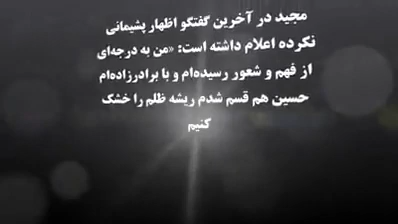 مجید در آخرین گفتگو اظهار پشیمانی
نکرده اعلام داشته است: «من به درجه‌ای
از فهم و شعور رسیده‌ام و با برادرزاده‌ام
حسین هم قسم شدم ریشه ظلم را خشک
کنیم